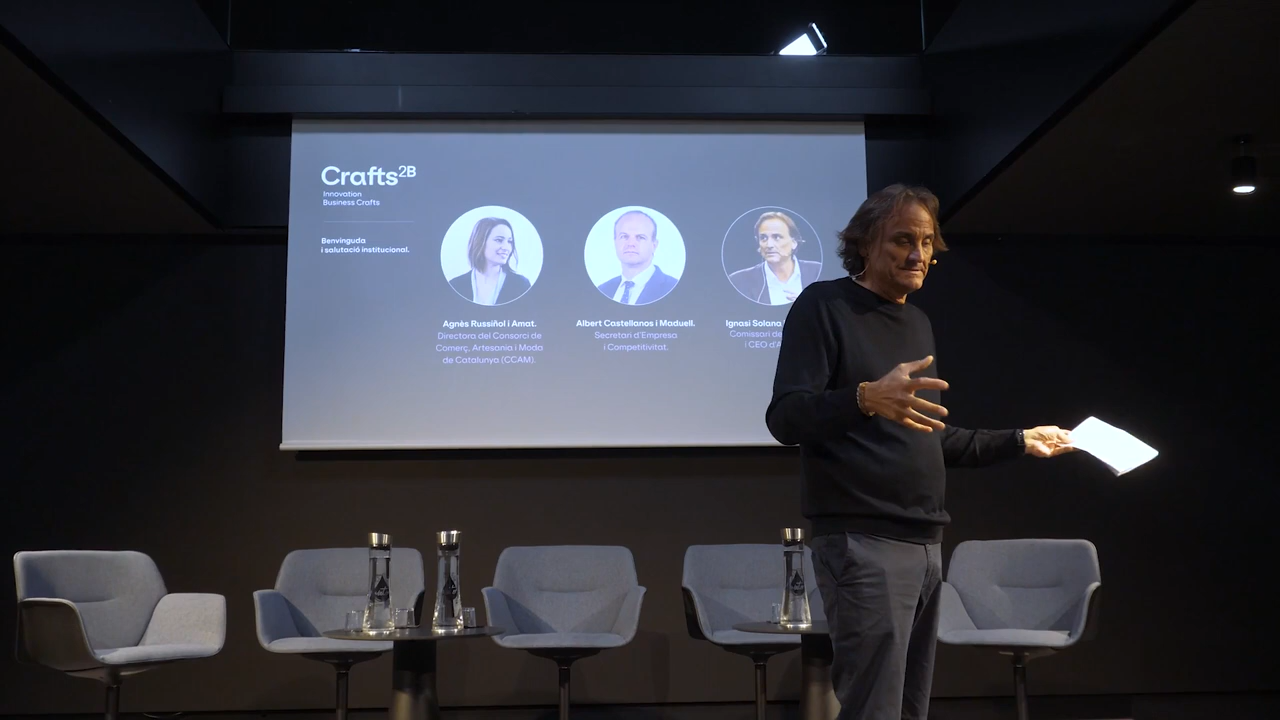 Crafts2B
Innovation
Business Crafts
Benvinguda
i salutació institucional.
Agnès Russiñol i Amat.
Directora del Consorci de
Comerç, Artesania i Moda
de Catalunya (CCAM).
Albert Castellanos i Maduell.
Secretari d'Empresa
i Competitivitat.
Ignasi Solana
Comissari de
i CEO d'A